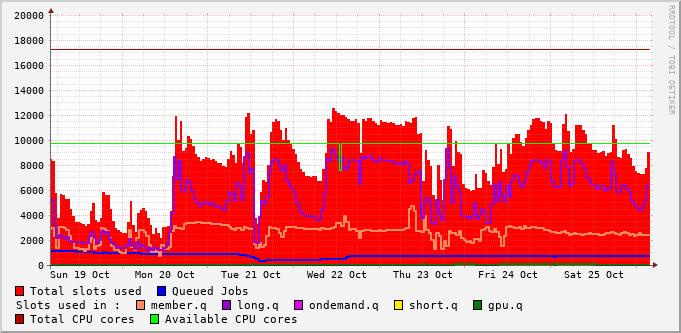 RRDTOOL / TOBI OETIKER
20000
18000
16000
14000
12000
10000
8000
6000
4000
2000
0
Sun 19 Oct Mon 20 Oct Tue 21 Oct Wed 22 Oct Thu 23 Oct Fri 24 Oct Sat 25 Oct
Total slots used Queued Jobs
Slots used in : member.q long.q ondemand.q short.q gpu.q
Total CPU cores Available CPU cores